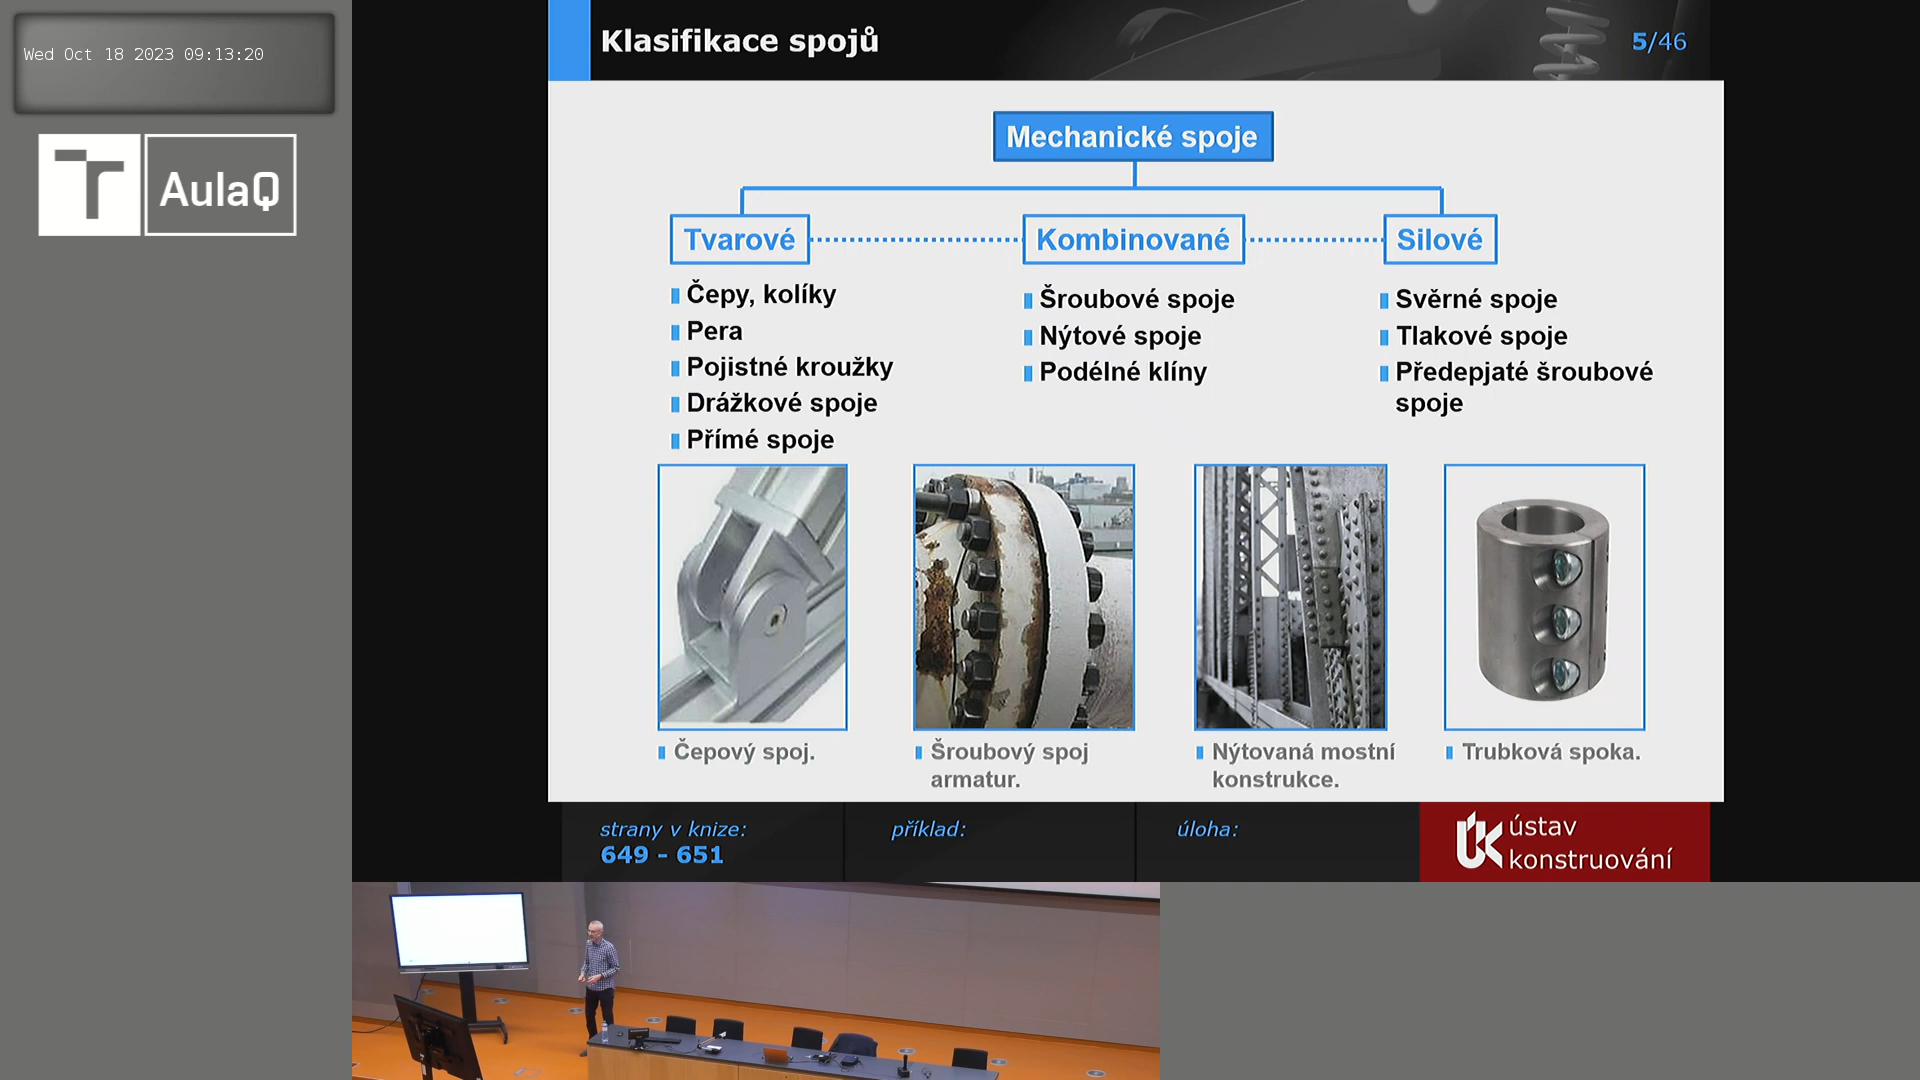 Wed Oct 18 2023 09:13:20
AulaQ
Klasifikace spojů
5/46
Mechanické spoje
Tvarové
Kombinované
Silové
Čepy, kolíky
Pera
Pojistné kroužky
Drážkové spoje
Přímé spoje
Šroubové spoje
Nýtové spoje
Podélné klíny
Svěrné spoje
Tlakové spoje
Předepjaté šroubové
spoje
Čepový spoj.
Šroubový spoj
armatur.
Nýtovaná mostní
konstrukce.
Trubková spoka.
strany v knize:
649 - 651
příklad:
úloha:
ústav
konstruování